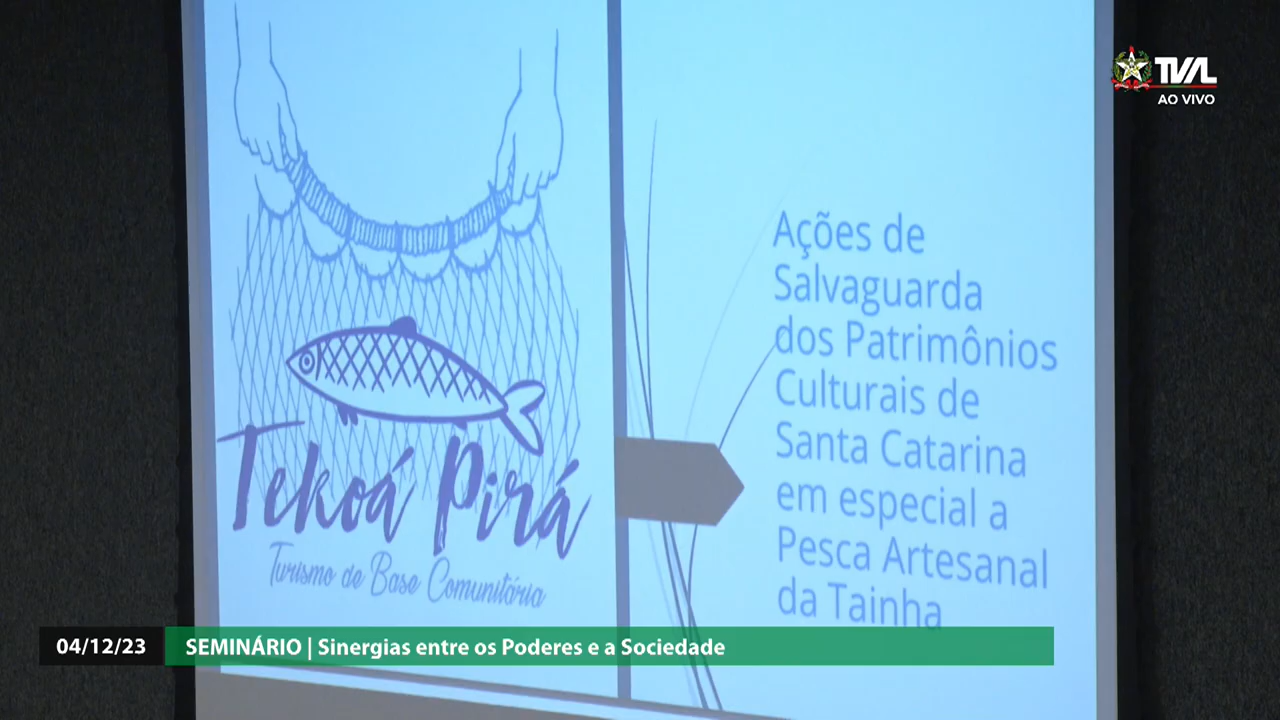 TVAL
AO VIVO
Tekoá Pirá
Turismo de Base Comunitária
Ações de
Salvaguarda
dos Patrimônios
Culturais de
Santa Catarina
em especial a
Pesca Artesanal
da Tainha
04/12/23
SEMINÁRIO | Sinergias entre os Poderes e a Sociedade